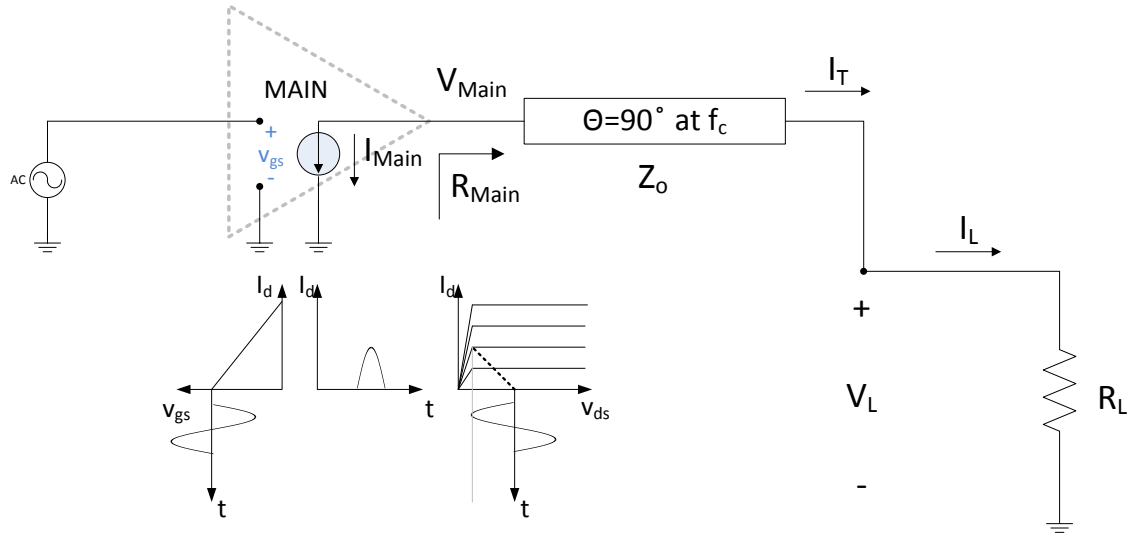 MAIN
V_Main
I_T
Θ=90˚ at f_c
+
v_gs
-
I_Main
AC
R_Main
Z_o
I_L
I_d
I_d
I_d
+
v_gs
t
v_ds
V_L
R_L
t
t
-